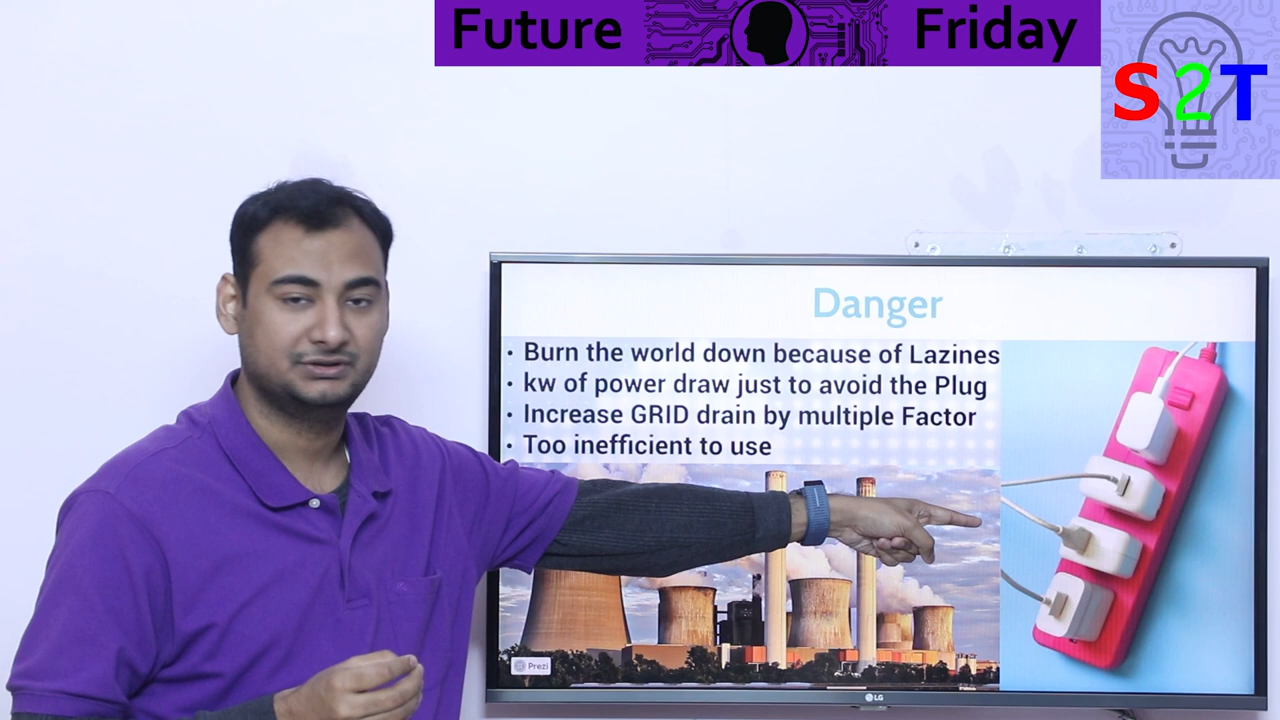 Future Friday
S2T
Danger
• Burn the world down because of Lazines
• kw of power draw just to avoid the Plug
• Increase GRID drain by multiple Factor
• Too inefficient to use
Prezi
LG